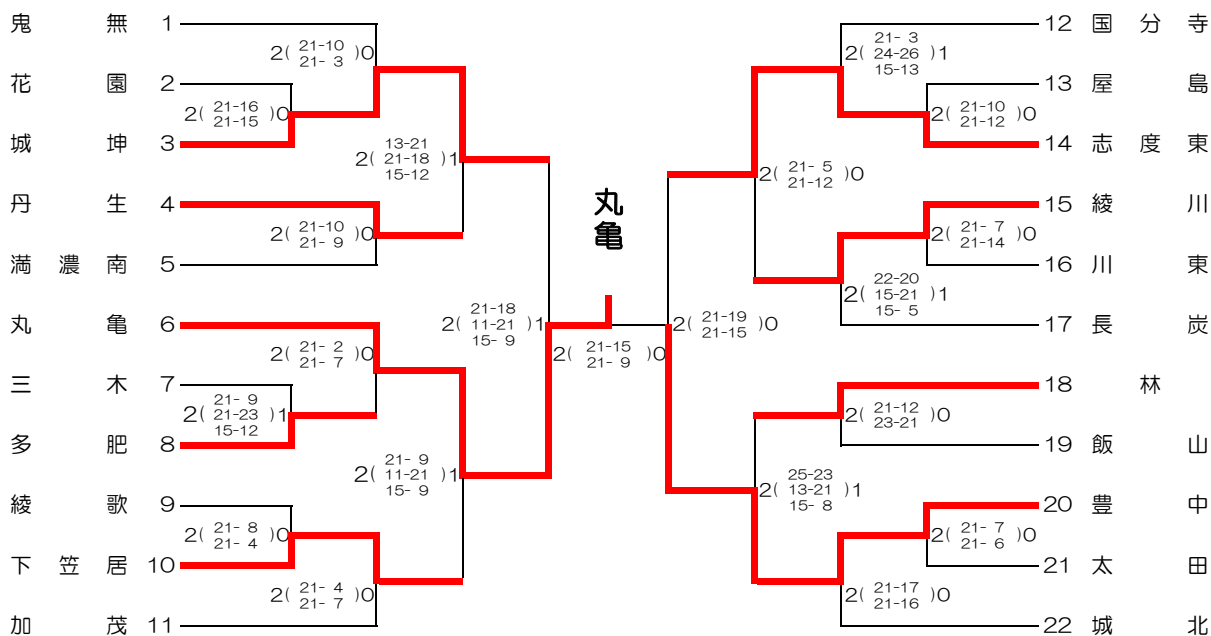 鬼無 1
2( 21-10 21- 3 )0
花園 2
2( 21-16 21-15 )0
城坤 3
2( 13-21 21-18 15-12 )1
丹生 4
2( 21-10 21- 9 )0
満濃南 5
2( 21-18 11-21 15- 9 )1
丸亀 6
2( 21- 2 21- 7 )0
三木 7
2( 21- 9 21-23 15-12 )1
多肥 8
2( 21- 9 11-21 15- 9 )1
綾歌 9
2( 21- 8 21- 4 )0
下笠居 10
2( 21- 4 21- 7 )0
加茂 11
丸亀
2( 21-15 21- 9 )0
12 国分寺
2( 21- 3 24-26 15-13 )1
13 屋島
2( 21-10 21-12 )0
14 志度東
2( 21- 5 21-12 )0
15 綾川
2( 21- 7 21-14 )0
16 川東
2( 22-20 15-21 15- 5 )1
17 長炭
2( 21-19 21-15 )0
18 林
2( 21-12 23-21 )0
19 飯山
2( 25-23 13-21 15- 8 )1
20 豊中
2( 21- 7 21- 6 )0
21 太田
2( 21-17 21-16 )0
22 城北